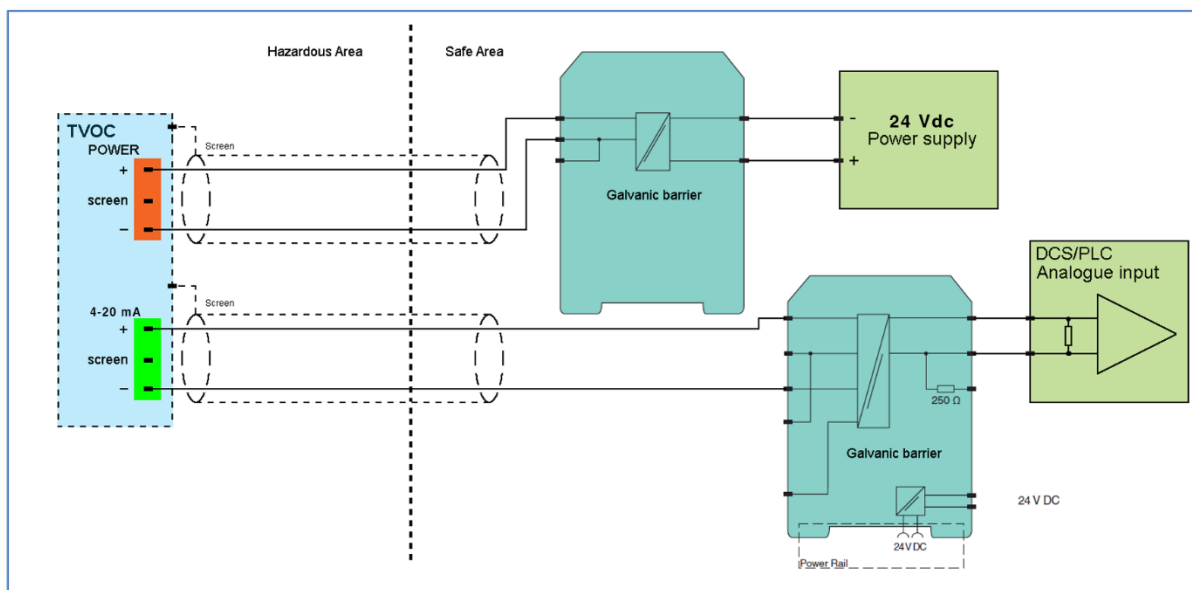 Hazardous Area
Safe Area
TVOC
POWER
+
screen
−
Screen
Galvanic barrier
-
+
24 Vdc
Power supply
4-20 mA
+
screen
−
Screen
250 Ω
Galvanic barrier
24V DC
Power Rail
24 V DC
DCS/PLC
Analogue input